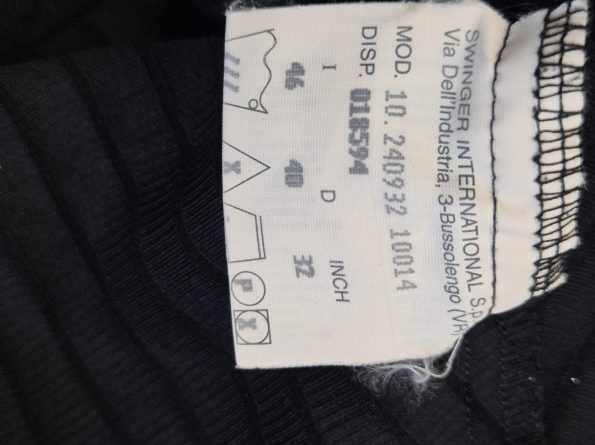 SWINGER INTERNATIONAL S.p
Via Dell'Industria, 3-Bussolengo (VR
MOD. 10.240932 10014
DISP. 018594
I D INCH
46 40 32
P